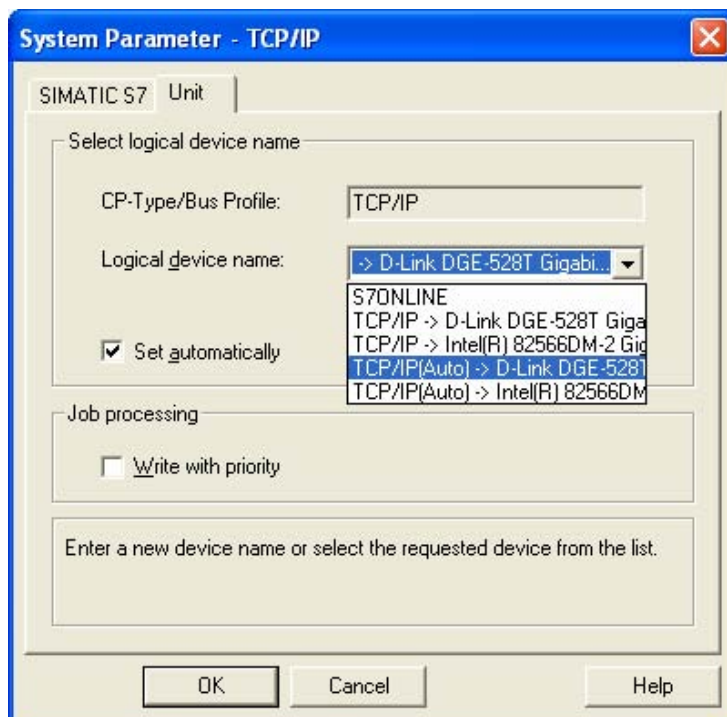 System Parameter - TCP/IP
SIMATIC S7 Unit
Select logical device name
CP-Type/Bus Profile: TCP/IP
Logical device name: -> D-Link DGE-528T Gigabi...
S7ONLINE
TCP/IP -> D-Link DGE-528T Giga
TCP/IP -> Intel(R) 82566DM-2 Gig
Set automatically
TCP/IP(Auto) -> D-Link DGE-528T
TCP/IP(Auto) -> Intel(R) 82566DM
Job processing
Write with priority
Enter a new device name or select the requested device from the list.
OK Cancel Help